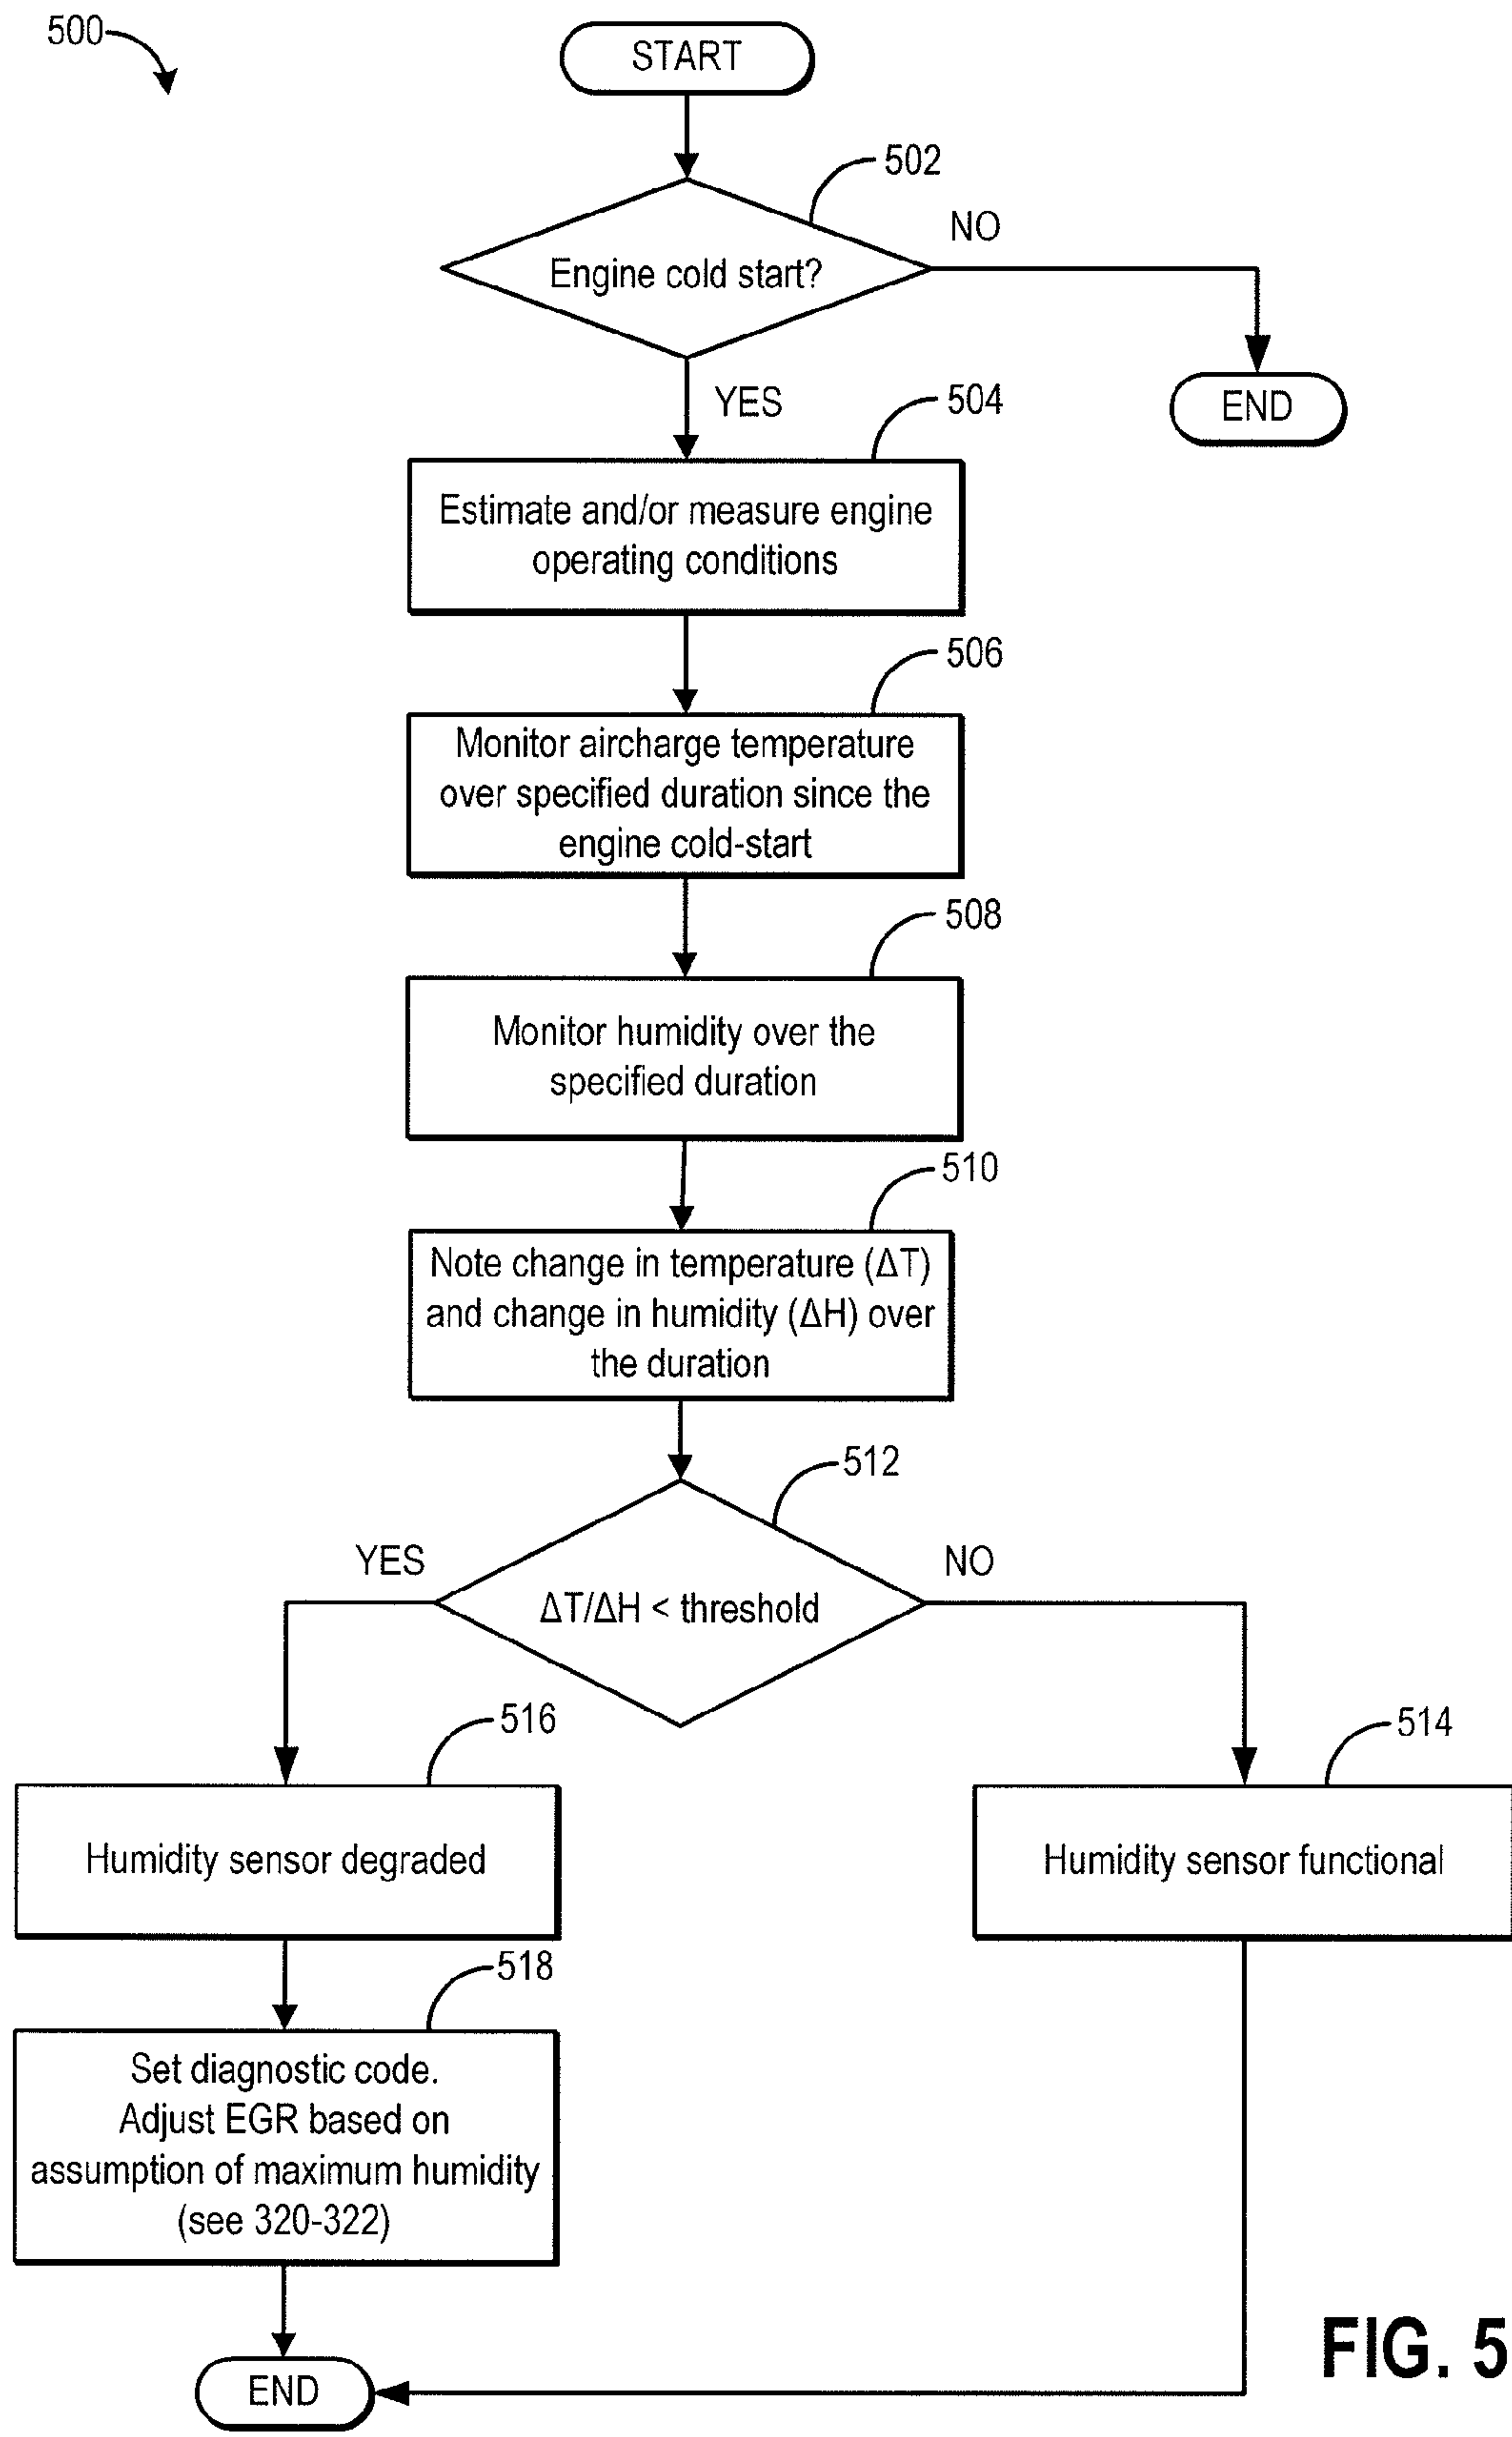 500
START
502
NO
Engine cold start?
YES
END
504
Estimate and/or measure engine
operating conditions
506
Monitor aircharge temperature
over specified duration since the
engine cold-start
508
Monitor humidity over the
specified duration
510
Note change in temperature (ΔT)
and change in humidity (ΔH) over
the duration
512
YES
NO
ΔT/ΔH < threshold
516
514
Humidity sensor degraded
Humidity sensor functional
518
Set diagnostic code.
Adjust EGR based on
assumption of maximum humidity
(see 320-322)
END
FIG. 5